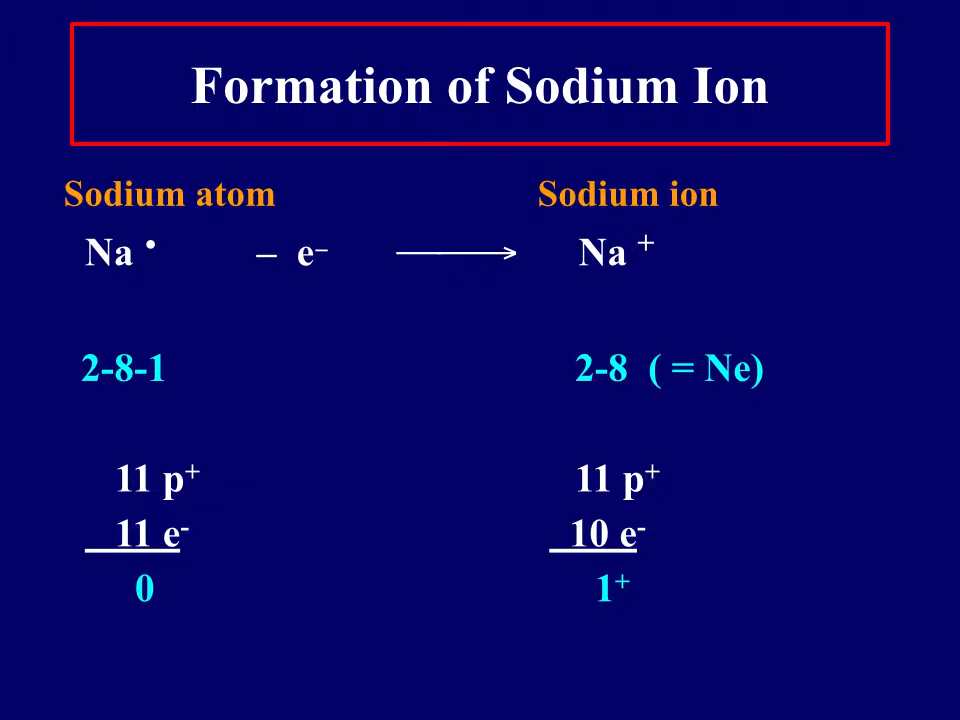 Formation of Sodium Ion
Sodium atom Sodium ion
Na • – e– Na +
2-8-1 2-8 ( = Ne)
11 p+ 11 p+
11 e- 10 e-
0 1+